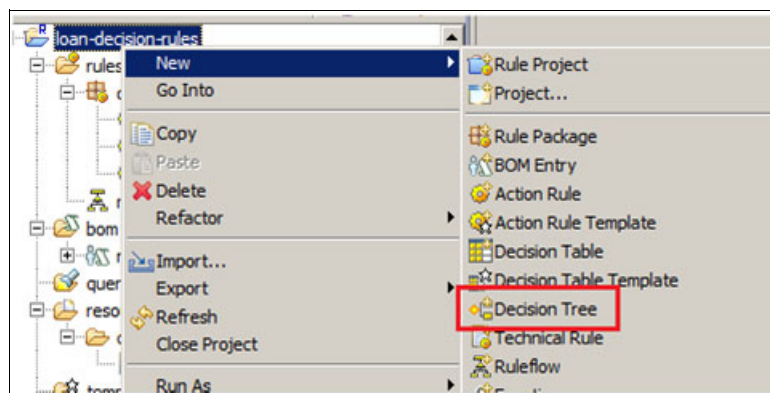 loan-decision-rules
rules
bom
quer
reso
New
Go Into
Copy
Paste
Delete
Refactor
Import...
Export
Refresh
Close Project
Run As
Rule Project
Project...
Rule Package
BOM Entry
Action Rule
Action Rule Template
Decision Table
Decision Table Template
Decision Tree
Technical Rule
Ruleflow